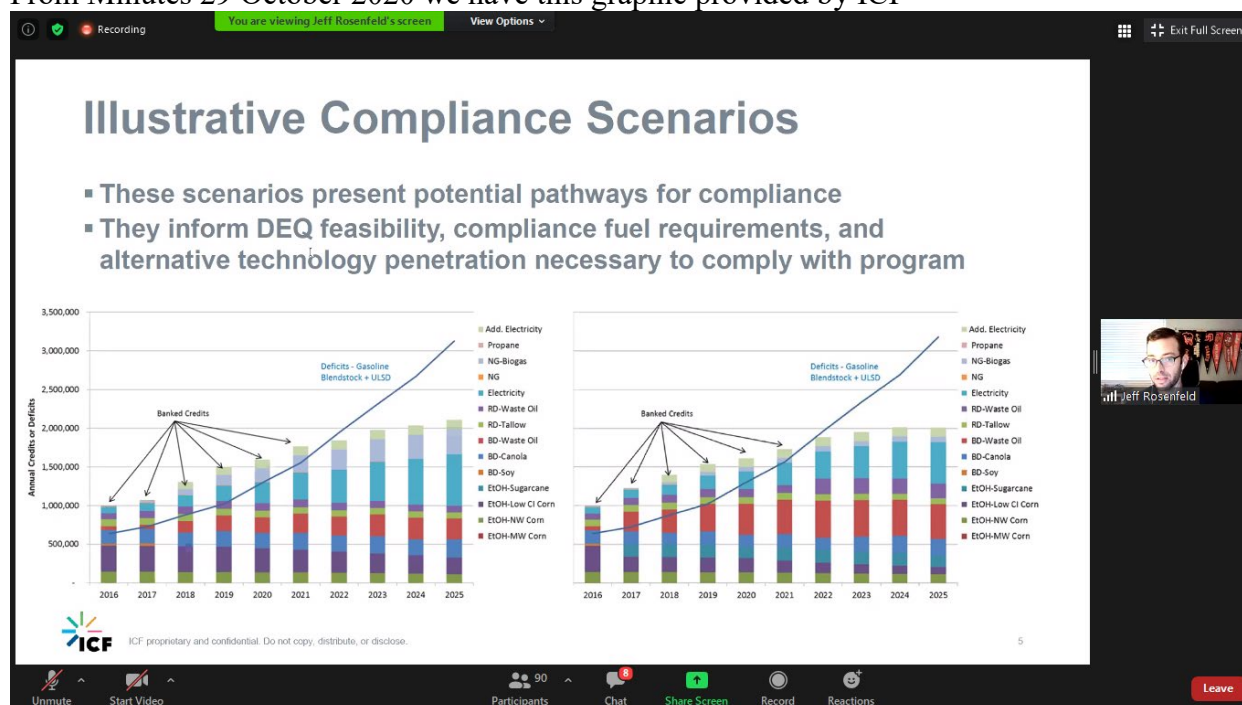 From Minutes 29 October 2020 we have this graphic provided by ICF
Recording
You are viewing Jeff Rosenfeld's screen
View Options
Exit Full Screen
Illustrative Compliance Scenarios
These scenarios present potential pathways for compliance
They inform DEQ feasibility, compliance fuel requirements, and
alternative technology penetration necessary to comply with program
Annual Credits or Deficits
3,500,000
3,000,000
2,500,000
2,000,000
1,500,000
1,000,000
500,000
-
Deficits - Gasoline
Blendstock + ULSD
Banked Credits
2016 2017 2018 2019 2020 2021 2022 2023 2024 2025
Add. Electricity
Propane
NG-Biogas
NG
Electricity
RD-Waste Oil
RD-Tallow
BD-Waste Oil
BD-Canola
BD-Soy
EtOH-Sugarcane
EtOH-Low CI Corn
EtOH-NW Corn
EtOH-MW Corn
Deficits - Gasoline
Blendstock + ULSD
Banked Credits
2016 2017 2018 2019 2020 2021 2022 2023 2024 2025
Add. Electricity
Propane
NG-Biogas
NG
Electricity
RD-Waste Oil
RD-Tallow
BD-Waste Oil
BD-Canola
BD-Soy
EtOH-Sugarcane
EtOH-Low CI Corn
EtOH-NW Corn
EtOH-MW Corn
Jeff Rosenfeld
ICF
ICF proprietary and confidential. Do not copy, distribute, or disclose.
5
Unmute
Start Video
90
Participants
8
Chat
Share Screen
Record
Reactions
Leave